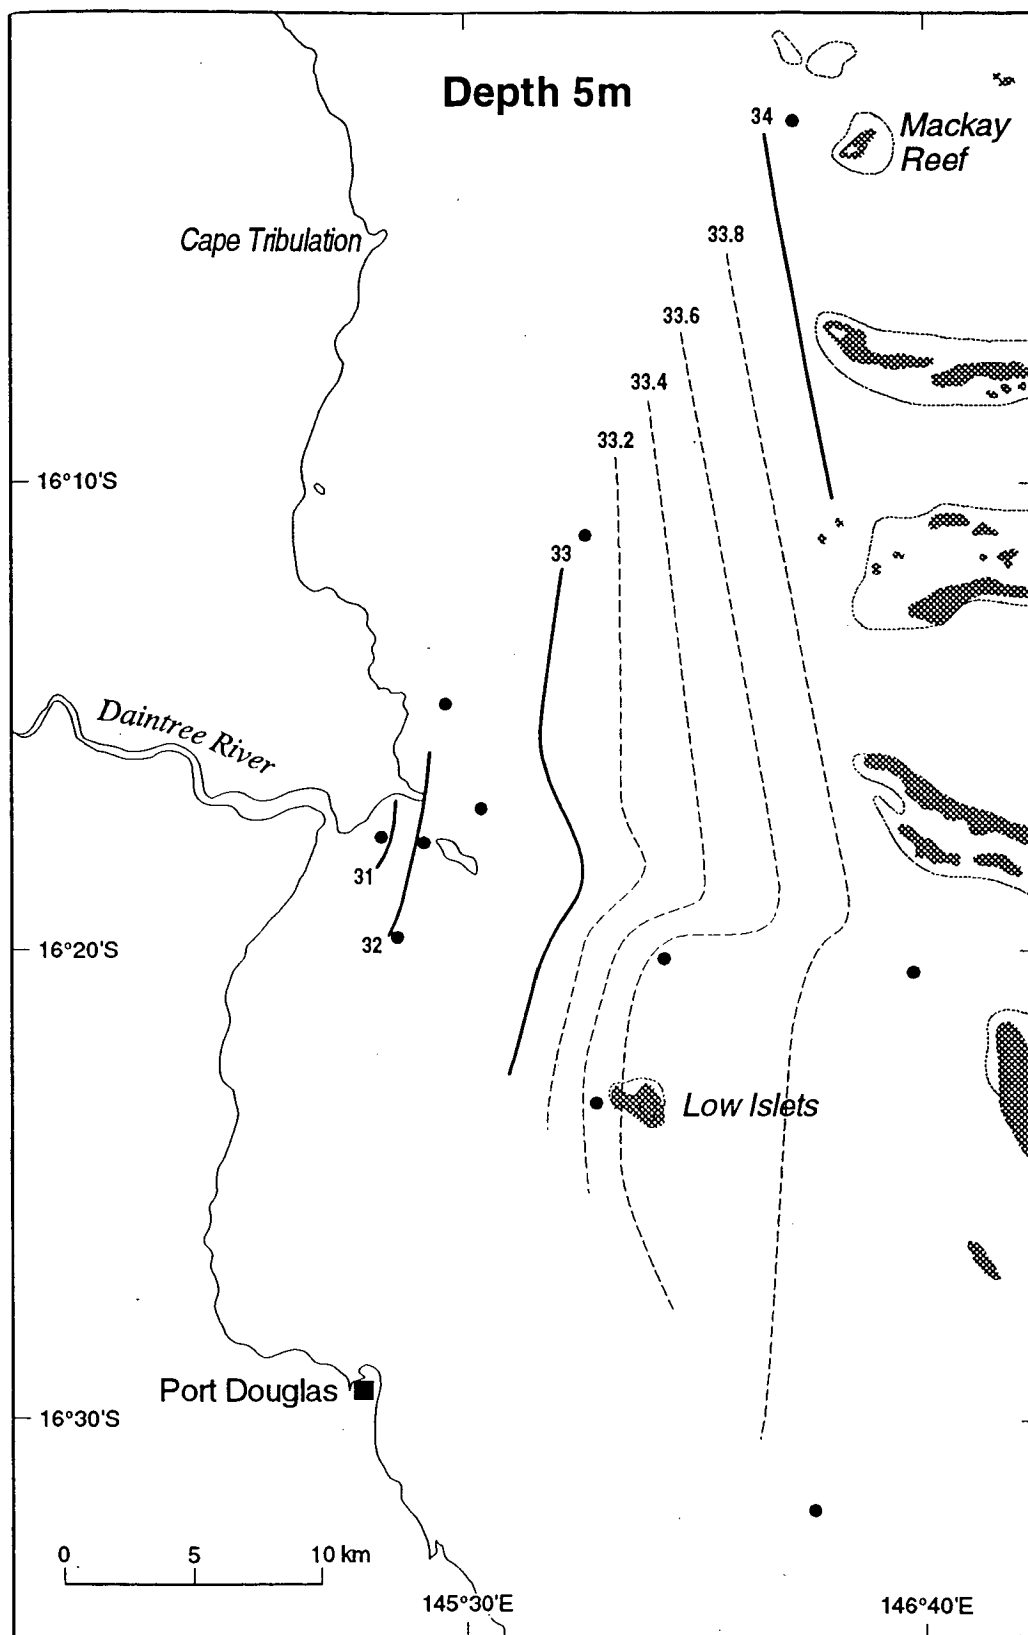 Depth 5m
34
Mackay
Reef
Cape Tribulation
33.8
33.6
33.4
33.2
16°10'S
33
Daintree River
31
32
16°20'S
Low Islets
Port Douglas
16°30'S
0 5 10 km
145°30'E
146°40'E